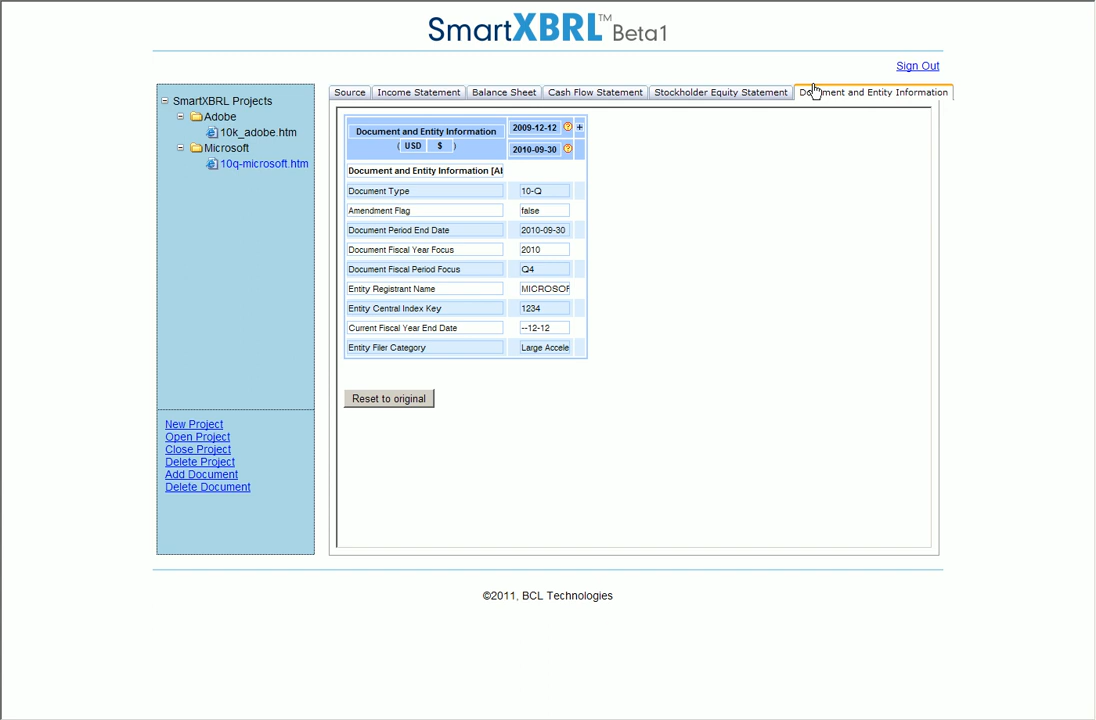 SmartXBRL™ Beta1
Sign Out
SmartXBRL Projects
Adobe
10k_adobe.htm
Microsoft
10q-microsoft.htm
New Project
Open Project
Close Project
Delete Project
Add Document
Delete Document
Source Income Statement Balance Sheet Cash Flow Statement Stockholder Equity Statement Document and Entity Information
Document and Entity Information 2009-12-12 ? +
( USD $ ) 2010-09-30 ?
Document and Entity Information [A
Document Type 10-Q
Amendment Flag false
Document Period End Date 2010-09-30
Document Fiscal Year Focus 2010
Document Fiscal Period Focus Q4
Entity Registrant Name MICROSOF
Entity Central Index Key 1234
Current Fiscal Year End Date --12-12
Entity Filer Category Large Accele
Reset to original
©2011, BCL Technologies